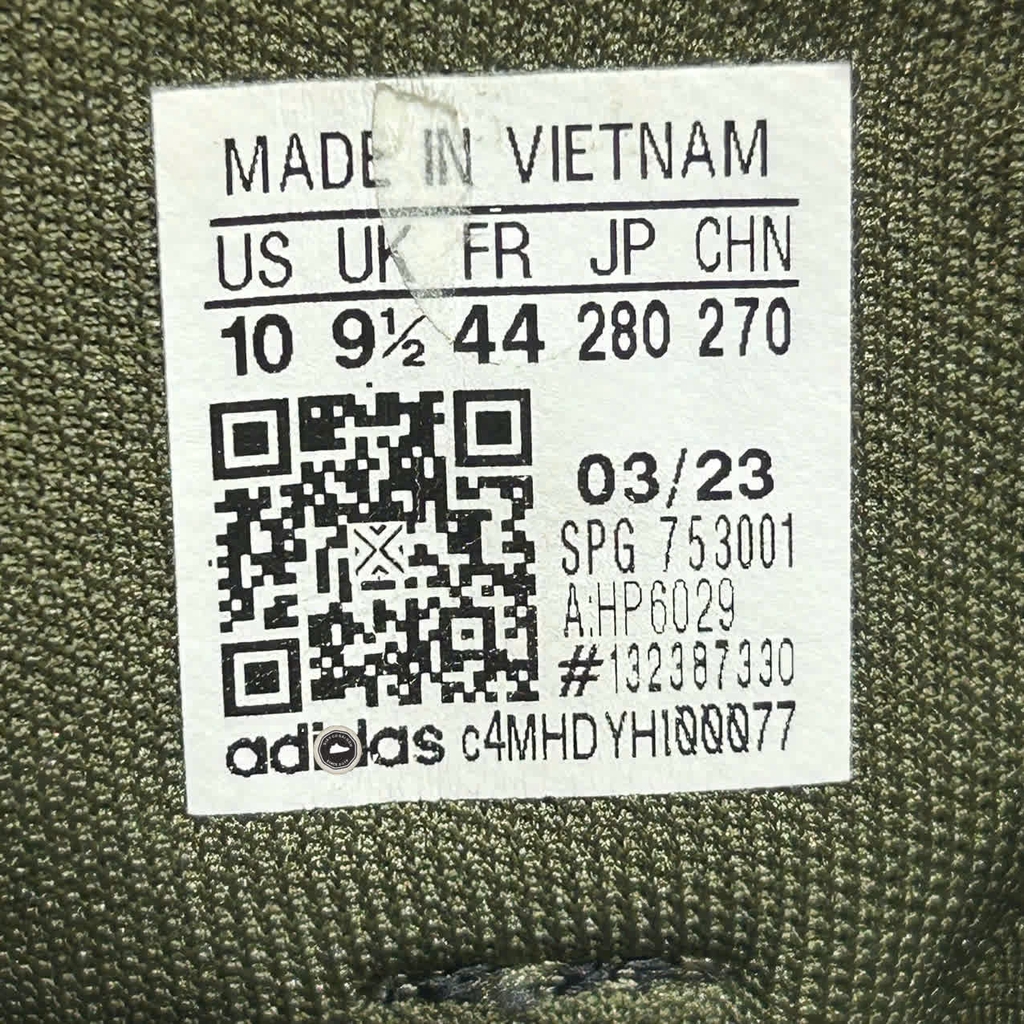 MADE IN VIETNAM
US UK FR JP CHN
10 9½ 44 280 270
03/23
SPG 753001
A:HP6029
#132387330
adidas c4MHDYH100077